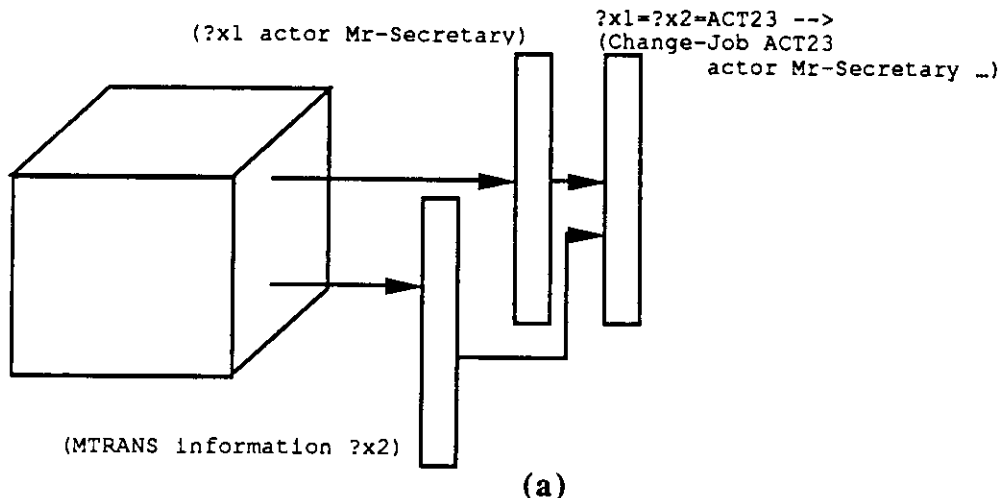 (?x1 actor Mr-Secretary)
?x1=?x2=ACT23 -->
(Change-Job ACT23
actor Mr-Secretary …)
(MTRANS information ?x2)
(a)